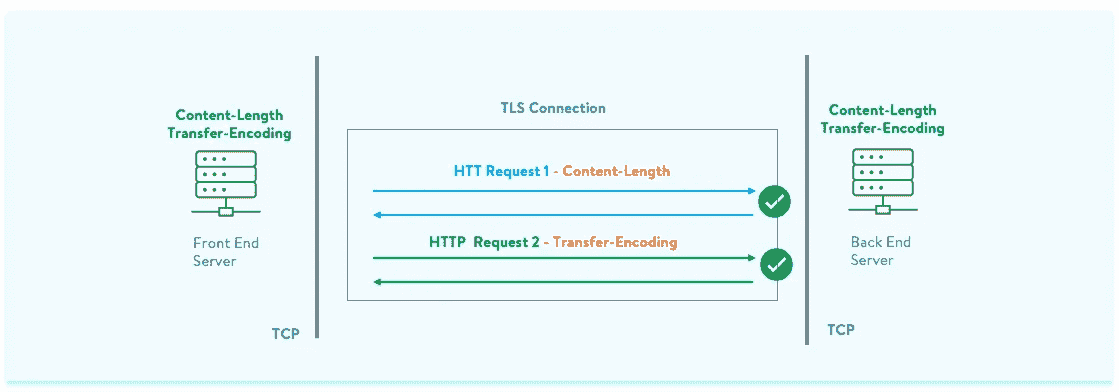 TLS Connection
Content-Length
Transfer-Encoding
Content-Length
Transfer-Encoding
HTT Request 1 - Content-Length
HTTP Request 2 - Transfer-Encoding
Front End
Server
Back End
Server
TCP
TCP